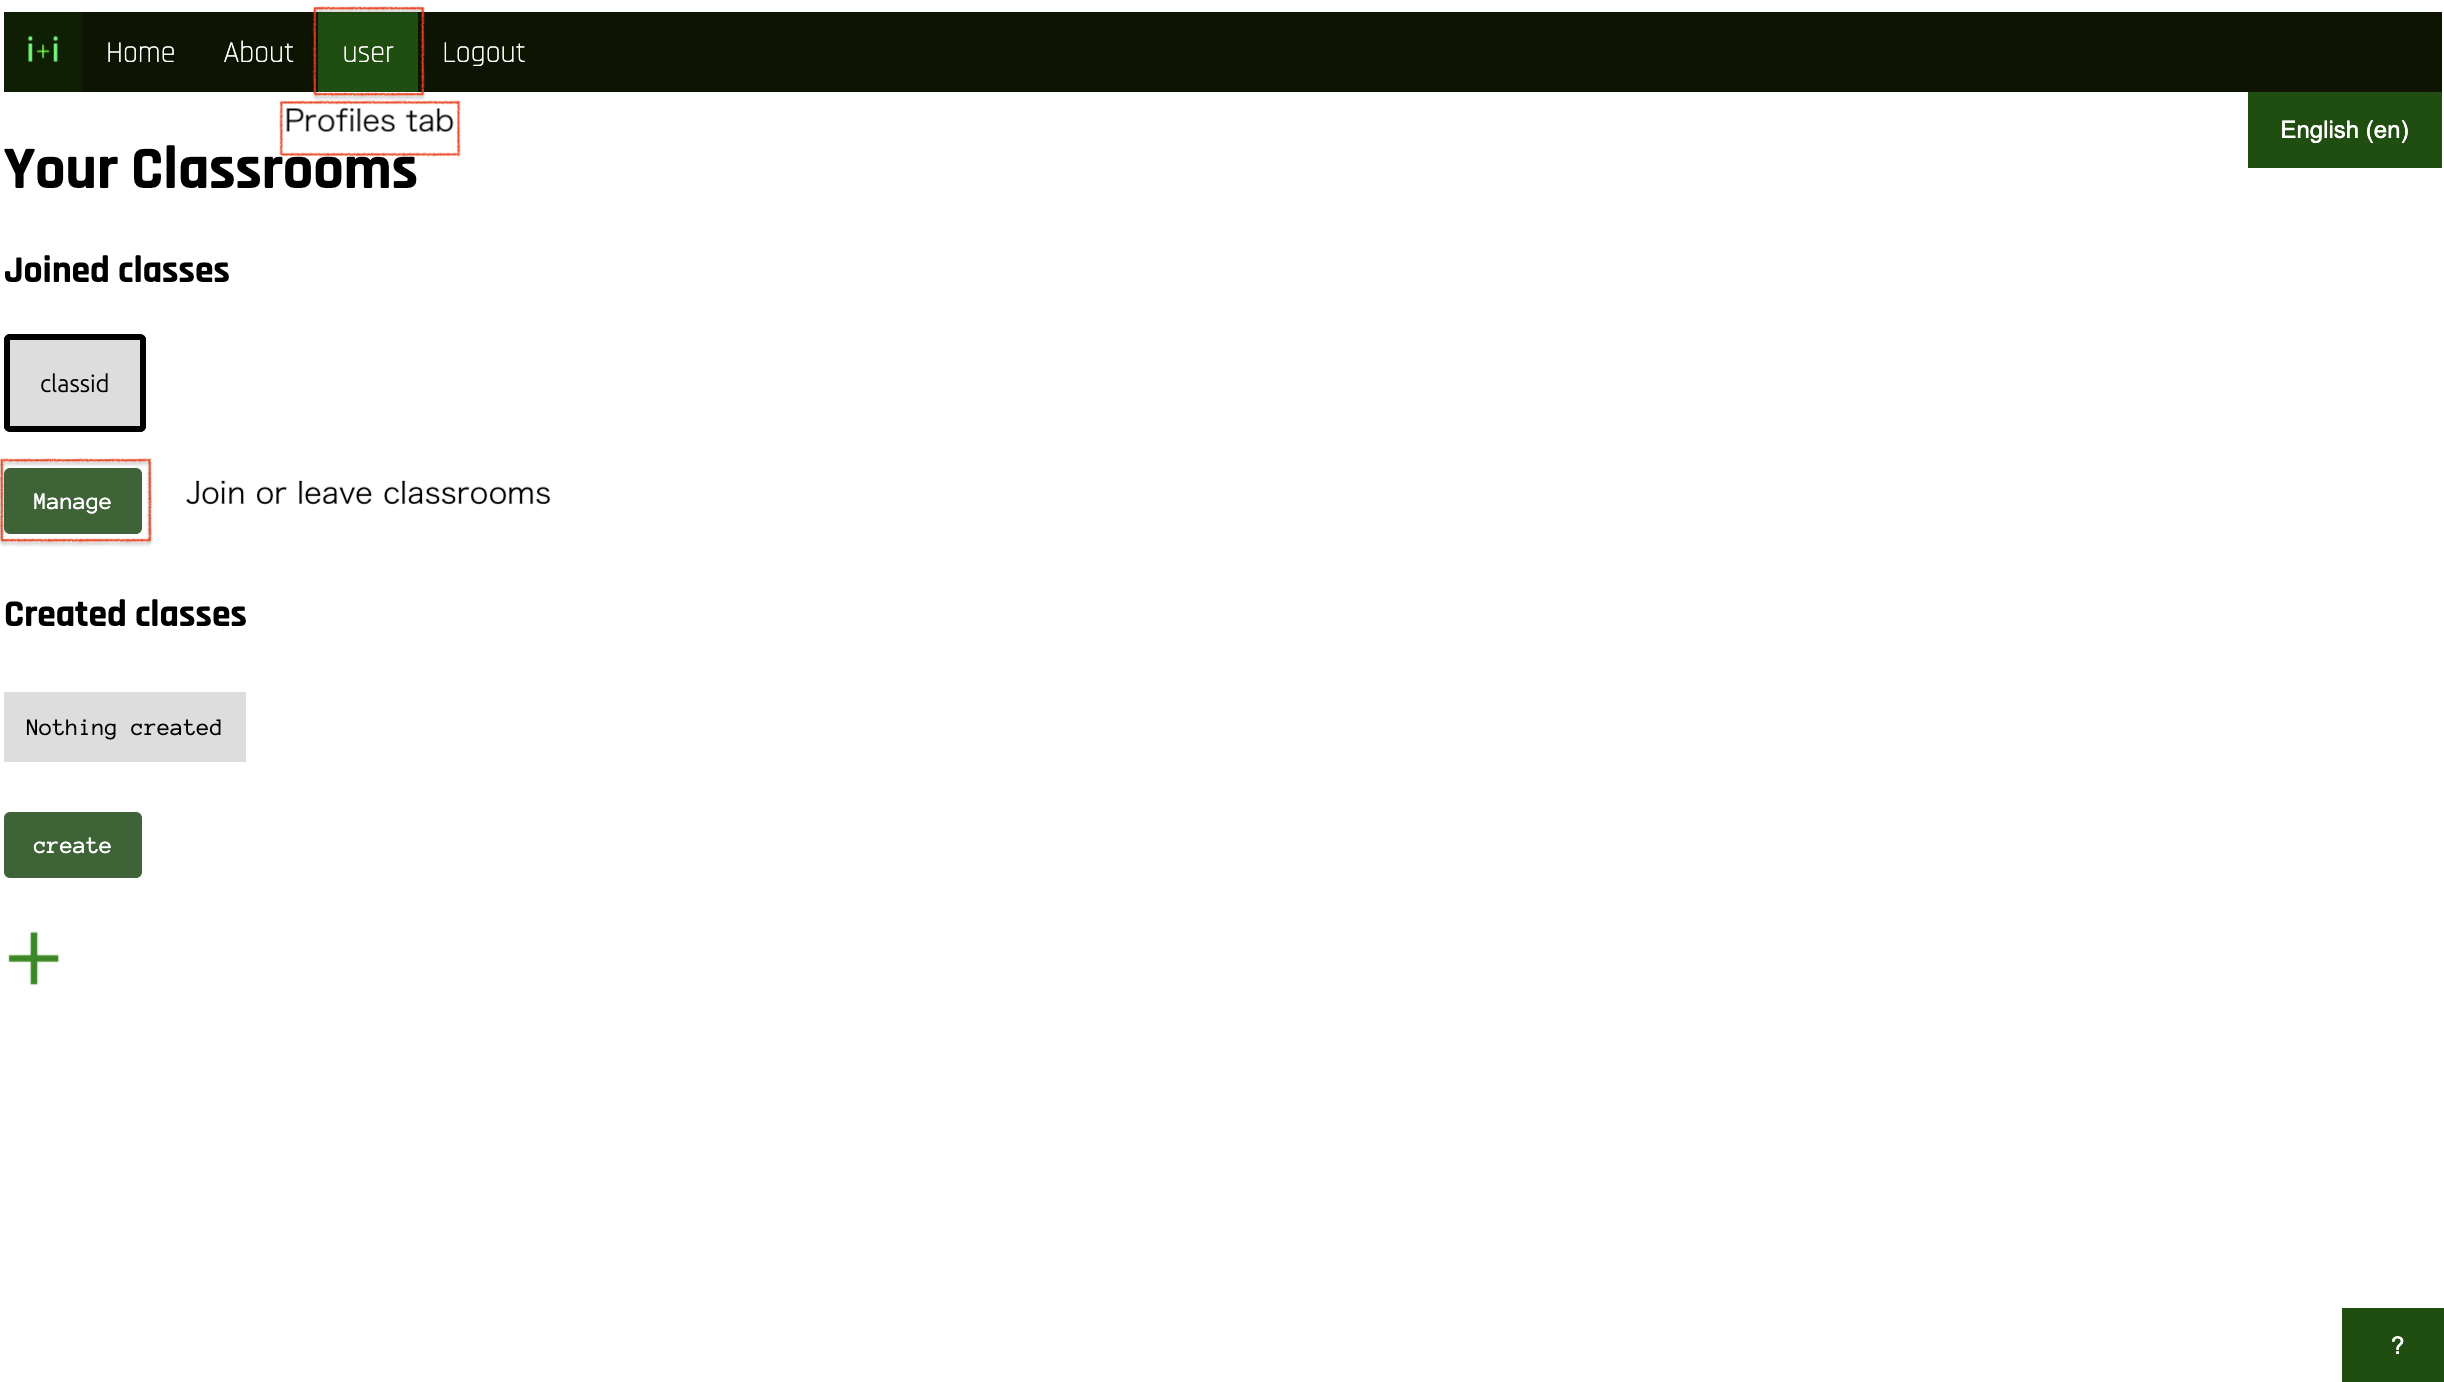 i+i Home About user Logout
Profiles tab
English (en)
Your Classrooms
Joined classes
classid
Manage Join or leave classrooms
Created classes
Nothing created
create
?